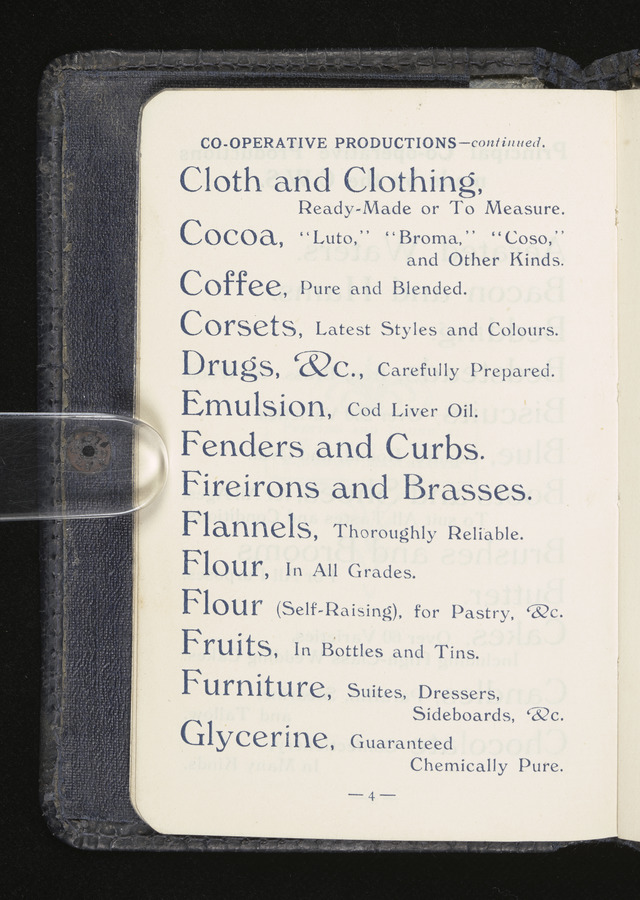 CO-OPERATIVE PRODUCTIONS—continued.
Cloth and Clothing,
Ready-Made or To Measure.
Cocoa, “Luto,” “Broma,” “Coso,”
and Other Kinds.
Coffee, Pure and Blended.
Corsets, Latest Styles and Colours.
Drugs, &c., Carefully Prepared.
Emulsion, Cod Liver Oil.
Fenders and Curbs.
Fireirons and Brasses.
Flannels, Thoroughly Reliable.
Flour, In All Grades.
Flour (Self-Raising), for Pastry, &c.
Fruits, In Bottles and Tins.
Furniture, Suites, Dressers,
Sideboards, &c.
Glycerine, Guaranteed
Chemically Pure.
— 4 —